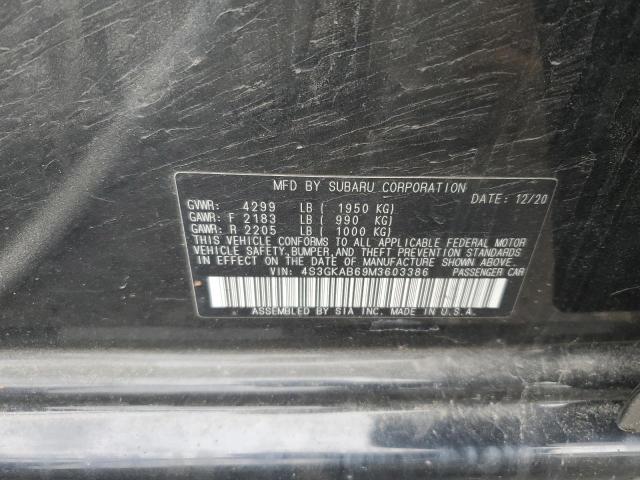 MFD BY SUBARU CORPORATION
DATE: 12/20
GVWR: 4299 LB ( 1950 KG)
GAWR: F 2183 LB ( 990 KG)
GAWR: R 2205 LB ( 1000 KG)
THIS VEHICLE CONFORMS TO ALL APPLICABLE FEDERAL MOTOR
VEHICLE SAFETY, BUMPER, AND THEFT PREVENTION STANDARDS
IN EFFECT ON THE DATE OF MANUFACTURE SHOWN ABOVE.
VIN: 4S3GKAB69M3603386 PASSENGER CAR
ASSEMBLED BY SIA INC. MADE IN U.S.A.